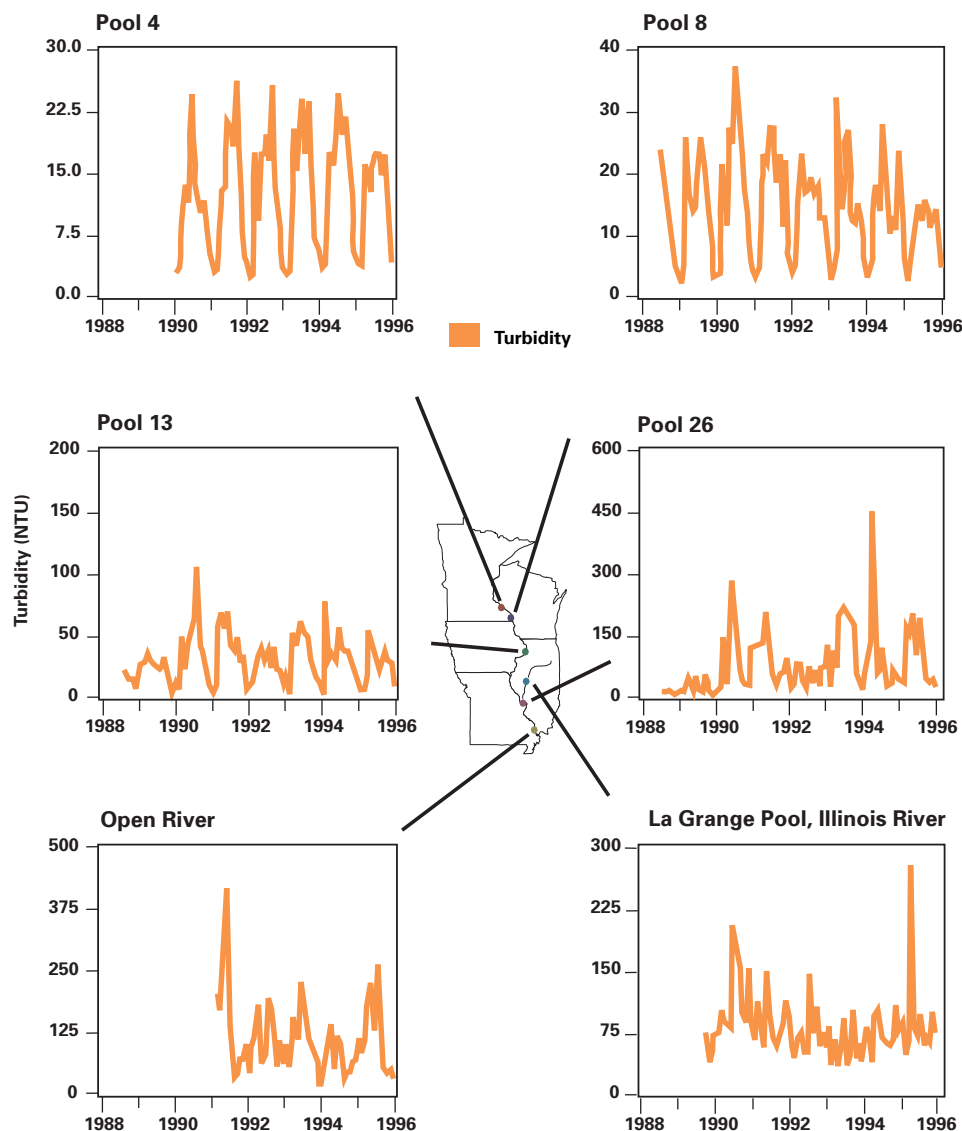 Pool 4
30.0
22.5
15.0
7.5
0.0
1988 1990 1992 1994 1996
Pool 8
40
30
20
10
0
1988 1990 1992 1994 1996
Turbidity
Pool 13
200
150
100
50
0
1988 1990 1992 1994 1996
Turbidity (NTU)
Pool 26
600
450
300
150
0
1988 1990 1992 1994 1996
Open River
500
375
250
125
0
1988 1990 1992 1994 1996
La Grange Pool, Illinois River
300
225
150
75
0
1988 1990 1992 1994 1996